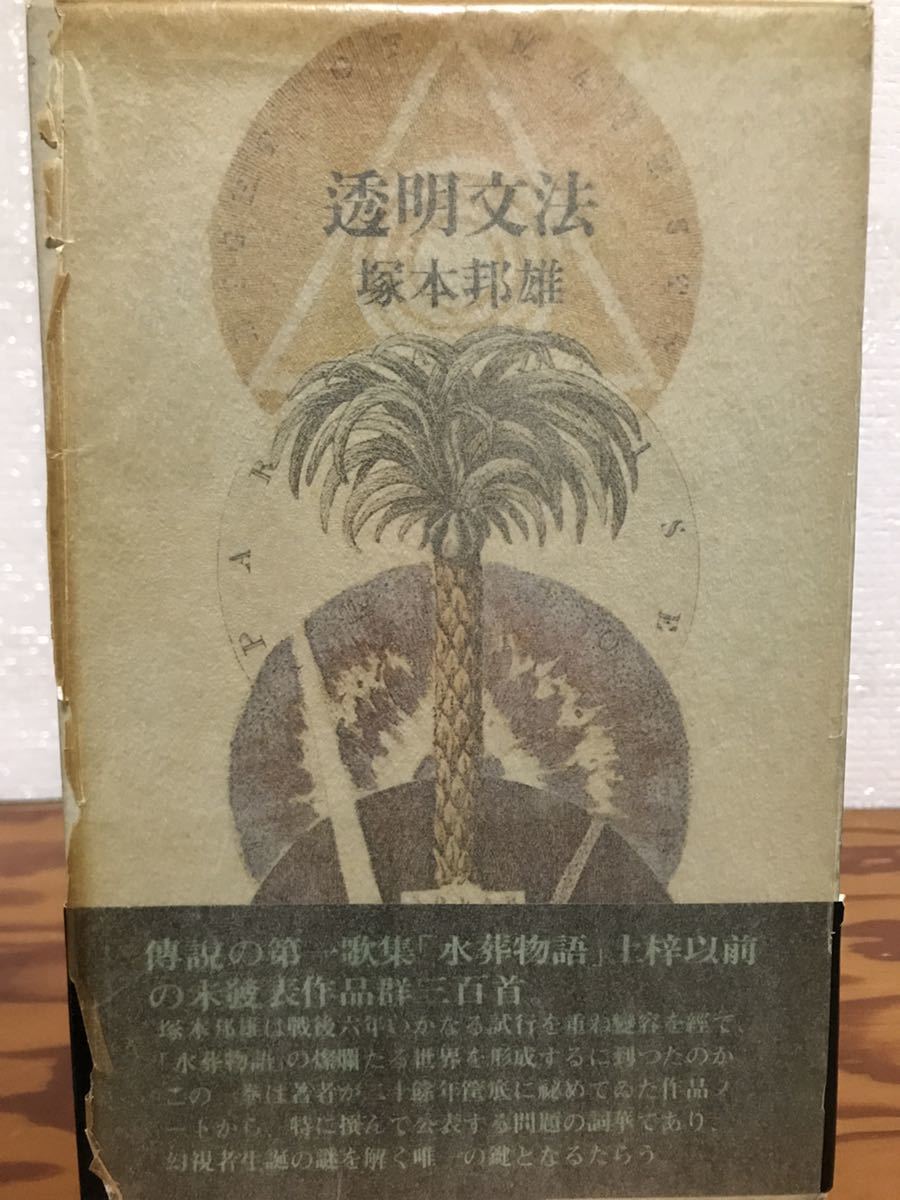 透明文法
塚本邦雄
PAR
ISE
傳説の第一歌集「水葬物語」上梓以前
の未發表作品群三百首
塚本邦雄は戰後六年いかなる試行を重ね變容を經て、
「水葬物語」の燦爛たる世界を形成するに到つたのか
この一巻は著者が二十餘年筐底に祕めてゐた作品ノ
ートから、特に撰んで公表する問題の詞華であり、
幻視者生誕の謎を解く唯一の鍵となるだらう